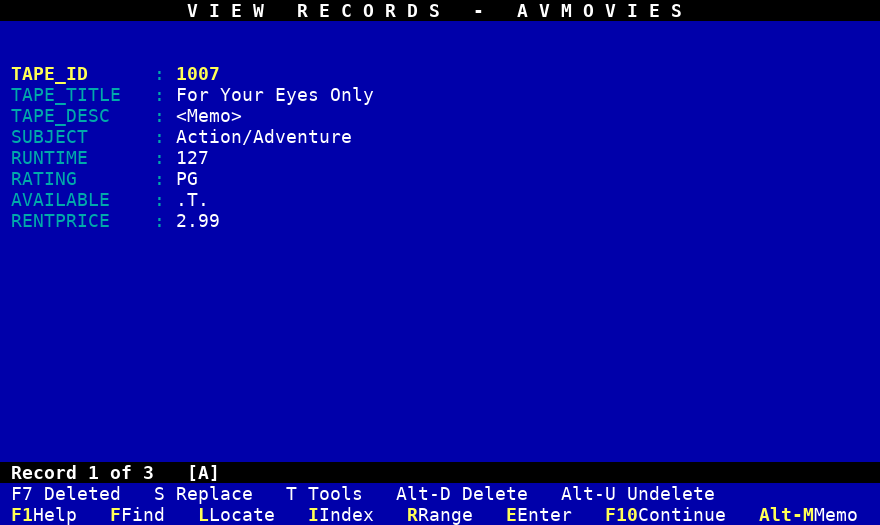 V I E W   R E C O R D S   -   A V M O V I E S
TAPE_ID      : 1007
TAPE_TITLE   : For Your Eyes Only
TAPE_DESC    : <Memo>
SUBJECT      : Action/Adventure
RUNTIME      : 127
RATING       : PG
AVAILABLE    : .T.
RENTPRICE    : 2.99
Record 1 of 3   [A]
F7 Deleted   S Replace   T Tools   Alt-D Delete   Alt-U Undelete
F1Help   FFind   LLocate   IIndex   RRange   EEnter   F10Continue   Alt-MMemo